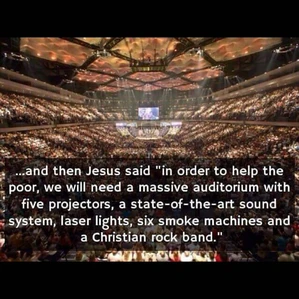 ...and then Jesus said "in order to help the
poor, we will need a massive auditorium with
five projectors, a state-of-the-art sound
system, laser lights, six smoke machines and
a Christian rock band."